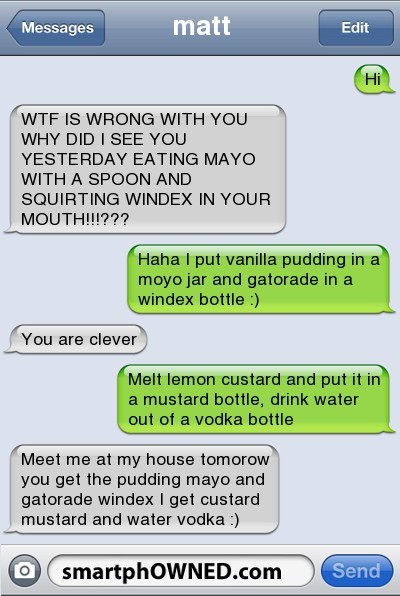 Messages
matt
Edit
Hi
WTF IS WRONG WITH YOU
WHY DID I SEE YOU
YESTERDAY EATING MAYO
WITH A SPOON AND
SQUIRTING WINDEX IN YOUR
MOUTH!!!???
Haha I put vanilla pudding in a
moyo jar and gatorade in a
windex bottle :)
You are clever
Melt lemon custard and put it in
a mustard bottle, drink water
out of a vodka bottle
Meet me at my house tomorow
you get the pudding mayo and
gatorade windex I get custard
mustard and water vodka :)
smartphOWNED.com
Send